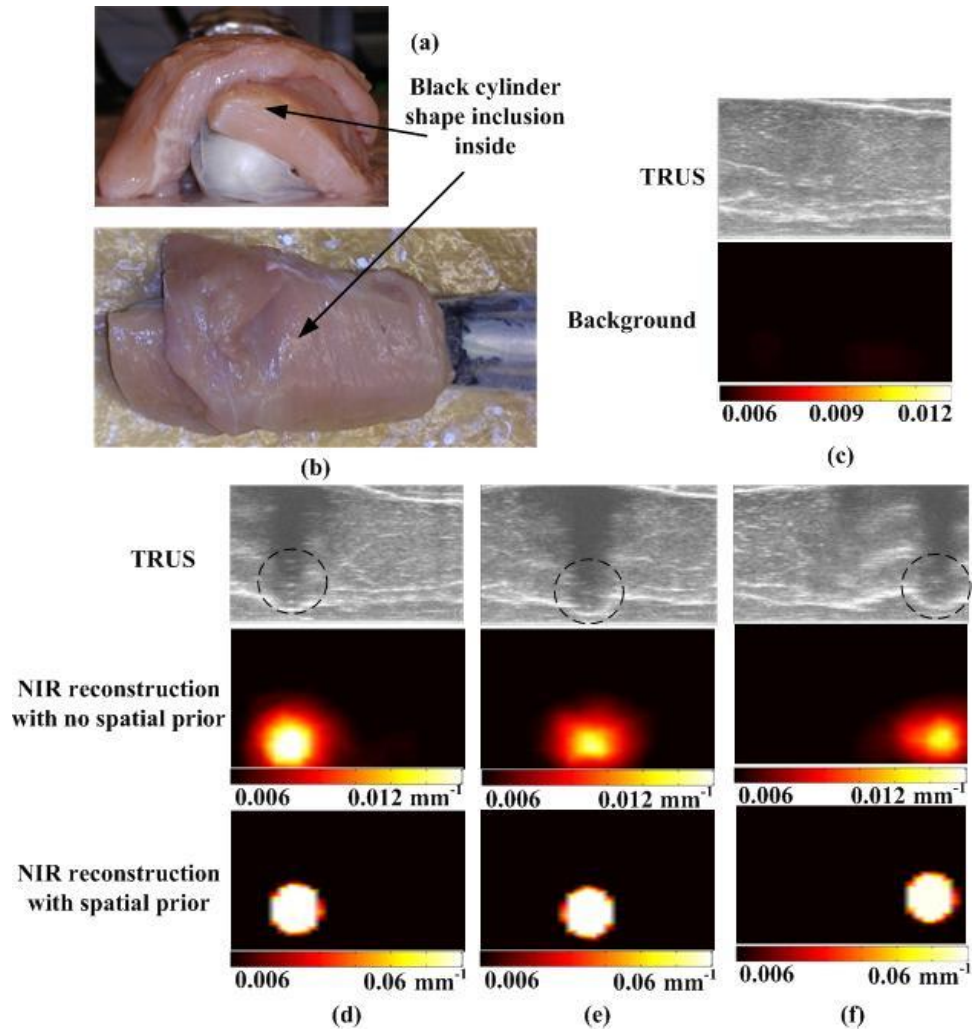 (a)
Black cylinder
shape inclusion
inside
(b)
TRUS
Background
0.006 0.009 0.012
(c)
TRUS
NIR reconstruction
with no spatial prior
0.006 0.012 mm-1
0.006 0.012 mm-1
0.006 0.012 mm-1
NIR reconstruction
with spatial prior
0.006 0.06 mm-1
0.006 0.06 mm-1
0.006 0.06 mm-1
(d)
(e)
(f)